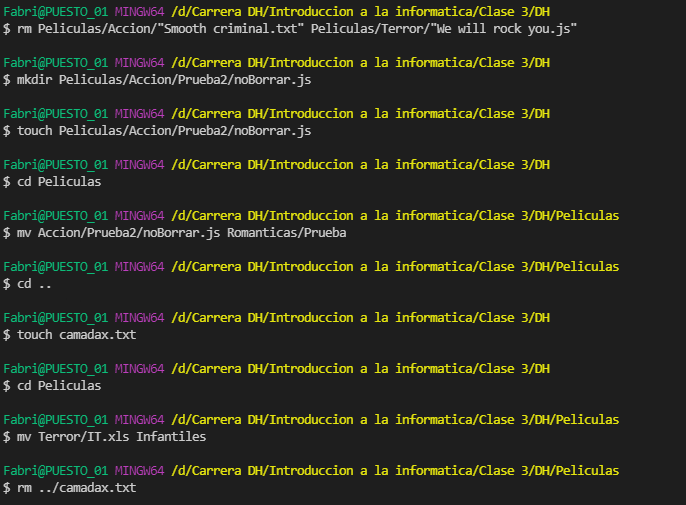 Fabri@PUESTO_01 MINGW64 /d/Carrera DH/Introduccion a la informatica/Clase 3/DH
$ rm Peliculas/Accion/"Smooth criminal.txt" Peliculas/Terror/"We will rock you.js"
Fabri@PUESTO_01 MINGW64 /d/Carrera DH/Introduccion a la informatica/Clase 3/DH
$ mkdir Peliculas/Accion/Prueba2/noBorrar.js
Fabri@PUESTO_01 MINGW64 /d/Carrera DH/Introduccion a la informatica/Clase 3/DH
$ touch Peliculas/Accion/Prueba2/noBorrar.js
Fabri@PUESTO_01 MINGW64 /d/Carrera DH/Introduccion a la informatica/Clase 3/DH
$ cd Peliculas
Fabri@PUESTO_01 MINGW64 /d/Carrera DH/Introduccion a la informatica/Clase 3/DH/Peliculas
$ mv Accion/Prueba2/noBorrar.js Romanticas/Prueba
Fabri@PUESTO_01 MINGW64 /d/Carrera DH/Introduccion a la informatica/Clase 3/DH/Peliculas
$ cd ..
Fabri@PUESTO_01 MINGW64 /d/Carrera DH/Introduccion a la informatica/Clase 3/DH
$ touch camadax.txt
Fabri@PUESTO_01 MINGW64 /d/Carrera DH/Introduccion a la informatica/Clase 3/DH
$ cd Peliculas
Fabri@PUESTO_01 MINGW64 /d/Carrera DH/Introduccion a la informatica/Clase 3/DH/Peliculas
$ mv Terror/IT.xls Infantiles
Fabri@PUESTO_01 MINGW64 /d/Carrera DH/Introduccion a la informatica/Clase 3/DH/Peliculas
$ rm ../camadax.txt